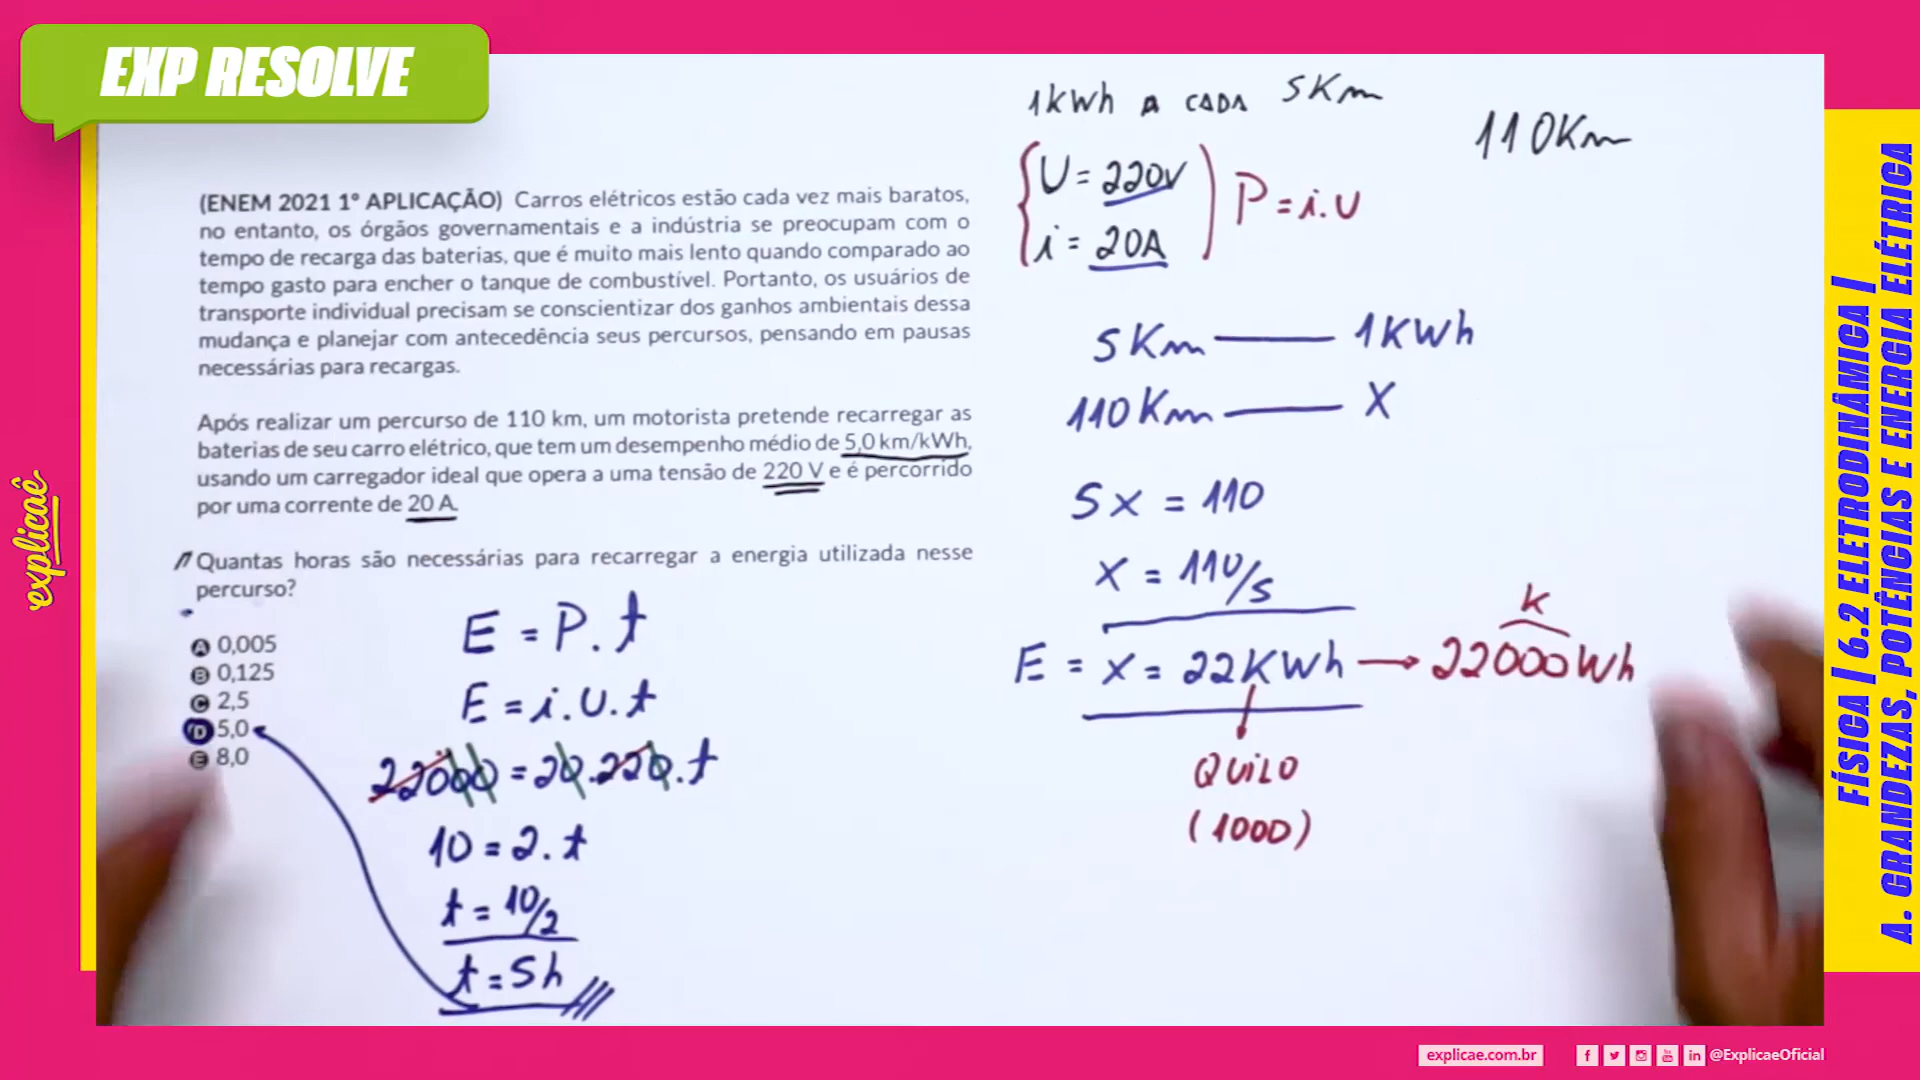 EXP RESOLVE
(ENEM 2021 1º APLICAÇÃO) Carros elétricos estão cada vez mais baratos,
no entanto, os órgãos governamentais e a indústria se preocupam com o
tempo de recarga das baterias, que é muito mais lento quando comparado ao
tempo gasto para encher o tanque de combustível. Portanto, os usuários de
transporte individual precisam se conscientizar dos ganhos ambientais dessa
mudança e planejar com antecedência seus percursos, pensando em pausas
necessárias para recargas.
Após realizar um percurso de 110 km, um motorista pretende recarregar as
baterias de seu carro elétrico, que tem um desempenho médio de 5,0 km/kWh,
usando um carregador ideal que opera a uma tensão de 220 V e é percorrido
por uma corrente de 20 A.
Quantas horas são necessárias para recarregar a energia utilizada nesse
percurso?
A 0,005
B 0,125
C 2,5
D 5,0
E 8,0
E = P.t
E = i.U.t
22000 = 20.220.t
10 = 2.t
t = 10/2
t = 5h
1kWh A CADA 5Km
110Km
U = 220V
i = 20A
P = i.U
5Km — 1KWh
110Km — X
5x = 110
x = 110/5
E = x = 22KWh → 22000Wh
K
QUILO
(1000)
explicaê
FÍSICA | 6.2 ELETRODINÂMICA |
A. GRANDEZAS, POTÊNCIAS E ENERGIA ELÉTRICA
explicae.com.br
@ExplicaeOficial